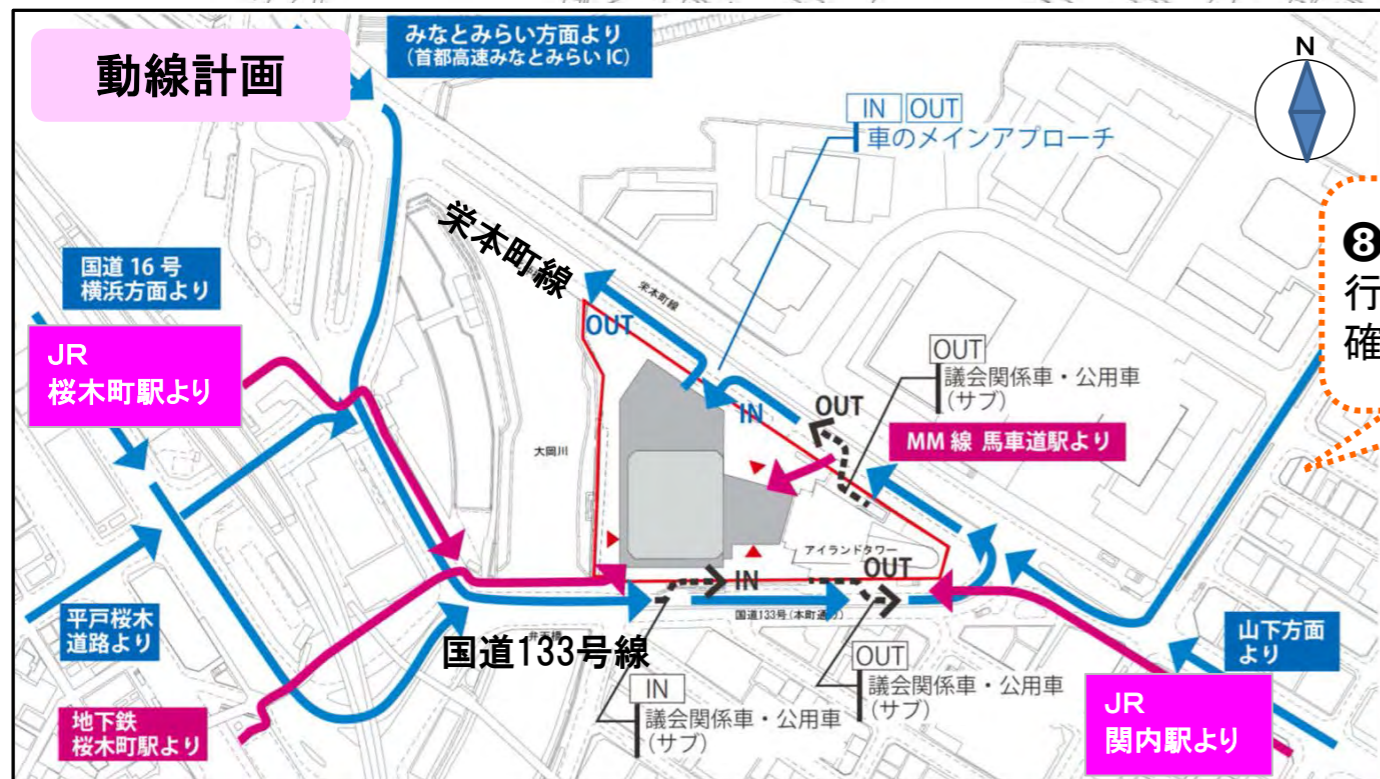 動線計画
みなとみらい方面より
(首都高速みなとみらい IC)
N
IN OUT
車のメインアプローチ
❽
行
確
栄本町線
栄本町線
国道 16 号
横浜方面より
JR
桜木町駅より
OUT
IN
OUT
OUT
議会関係車・公用車
(サブ)
MM 線 馬車道駅より
大岡川
アイランドタワー
IN
OUT
国道133号(本町通り)
平戸桜木
道路より
国道133号線
弁天橋
山下方面
より
IN
議会関係車・公用車
(サブ)
OUT
議会関係車・公用車
(サブ)
地下鉄
桜木町駅より
JR
関内駅より